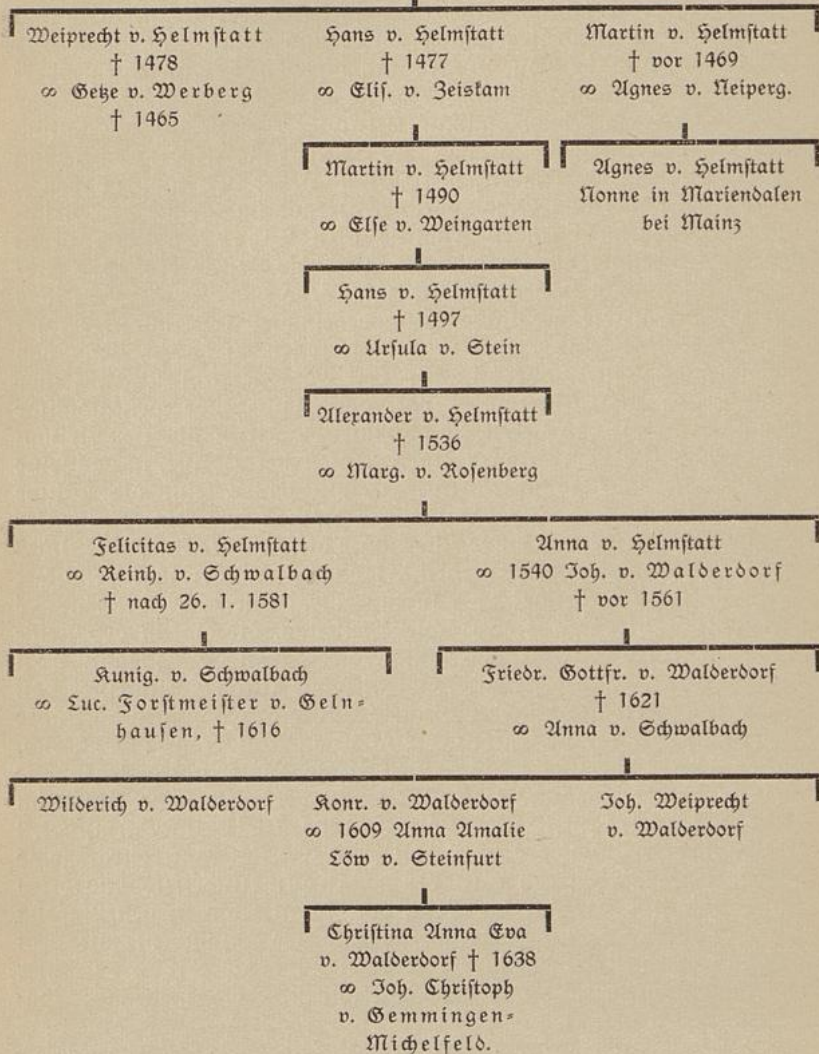 Weiprecht v. Helmstatt
† 1478
∞ Getze v. Werberg
† 1465
Hans v. Helmstatt
† 1477
∞ Elis. v. Zeiskam
Martin v. Helmstatt
† vor 1469
∞ Agnes v. Neiperg.
Martin v. Helmstatt
† 1490
∞ Else v. Weingarten
Agnes v. Helmstatt
Nonne in Mariendalen
bei Mainz
Hans v. Helmstatt
† 1497
∞ Ursula v. Stein
Alexander v. Helmstatt
† 1536
∞ Marg. v. Rosenberg
Felicitas v. Helmstatt
∞ Reinh. v. Schwalbach
† nach 26. 1. 1581
Anna v. Helmstatt
∞ 1540 Joh. v. Walderdorf
† vor 1561
Kunig. v. Schwalbach
∞ Luc. Forstmeister v. Geln-
hausen, † 1616
Friedr. Gottfr. v. Walderdorf
† 1621
∞ Anna v. Schwalbach
Wilderich v. Walderdorf
Konr. v. Walderdorf
∞ 1609 Anna Amalie
Löw v. Steinfurt
Joh. Weiprecht
v. Walderdorf
Christina Anna Eva
v. Walderdorf † 1638
∞ Joh. Christoph
v. Gemmingen-
Michelfeld.